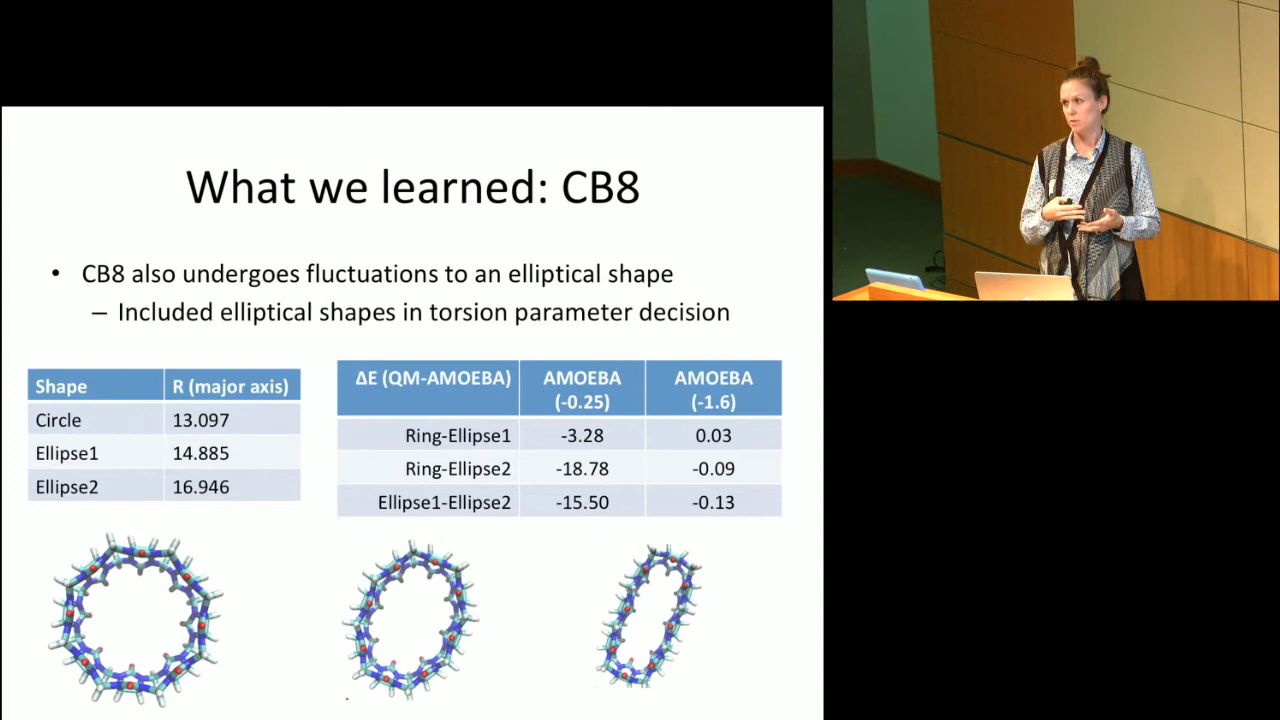 What we learned: CB8
• CB8 also undergoes fluctuations to an elliptical shape
– Included elliptical shapes in torsion parameter decision
Shape R (major axis)
Circle 13.097
Ellipse1 14.885
Ellipse2 16.946
ΔE (QM-AMOEBA) AMOEBA (-0.25) AMOEBA (-1.6)
Ring-Ellipse1 -3.28 0.03
Ring-Ellipse2 -18.78 -0.09
Ellipse1-Ellipse2 -15.50 -0.13